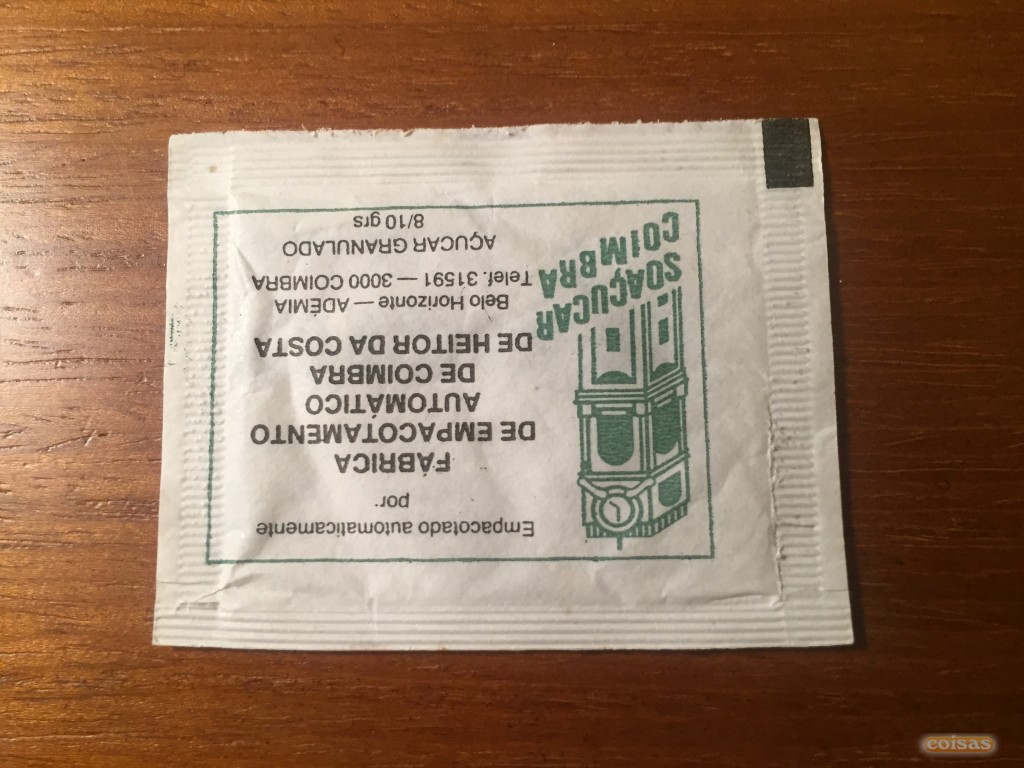 Empacotado automaticamente
por
FÁBRICA
DE EMPACOTAMENTO
AUTOMÁTICO
DE COIMBRA
DE HEITOR DA COSTA
Belo Horizonte — ADÉMIA
Telef. 31591 — 3000 COIMBRA
AÇUCAR GRANULADO
8/10 grs
SOAÇUCAR
COIMBRA
coisas